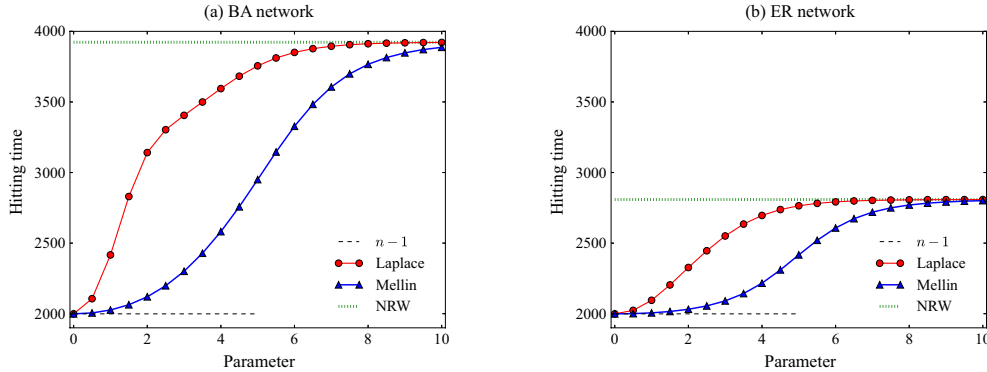 (a) BA network
4000
3500
3000
2500
2000
Hitting time
n − 1
Laplace
Mellin
NRW
0 2 4 6 8 10
Parameter
(b) ER network
4000
3500
3000
2500
2000
Hitting time
n − 1
Laplace
Mellin
NRW
0 2 4 6 8 10
Parameter